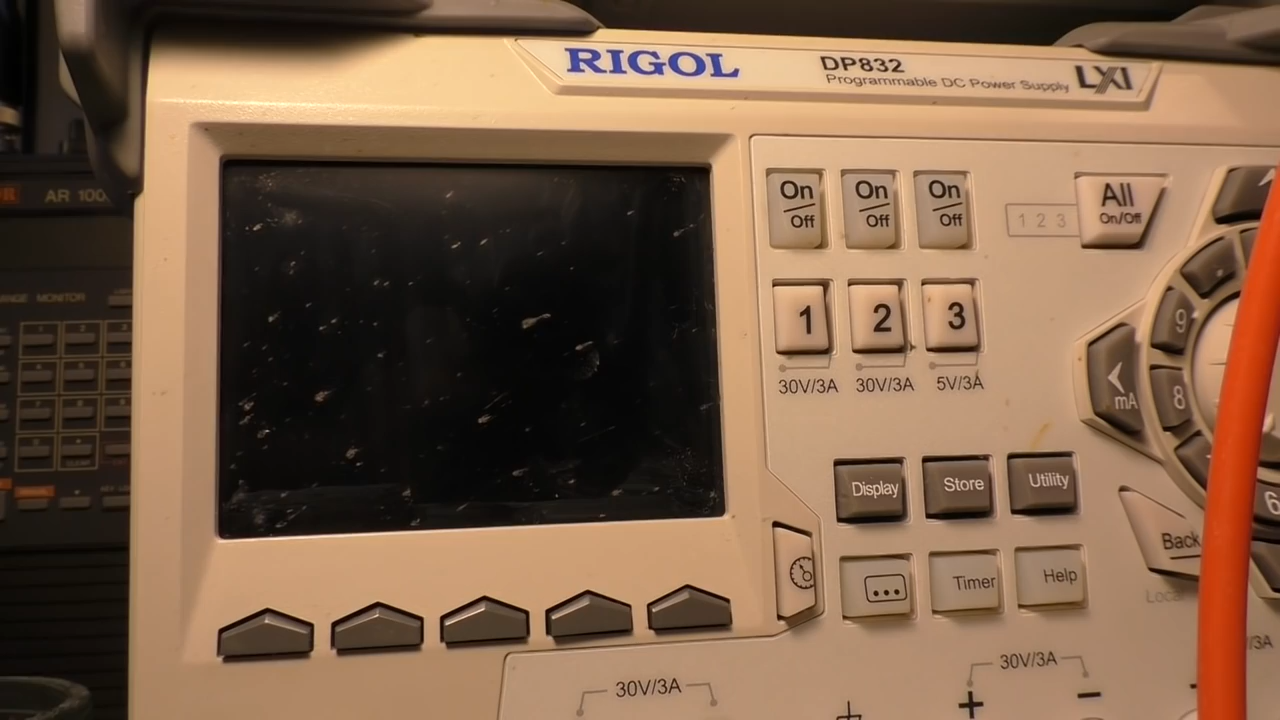 RIGOL
DP832
Programmable DC Power Supply
LXI
AR 100
MONITOR
On
Off
On
Off
On
Off
1 2 3
All
On/Off
1
2
3
30V/3A
30V/3A
5V/3A
9
8
6
mA
Display
Store
Utility
Back
Timer
Help
Local
30V/3A
30V/3A
+
−